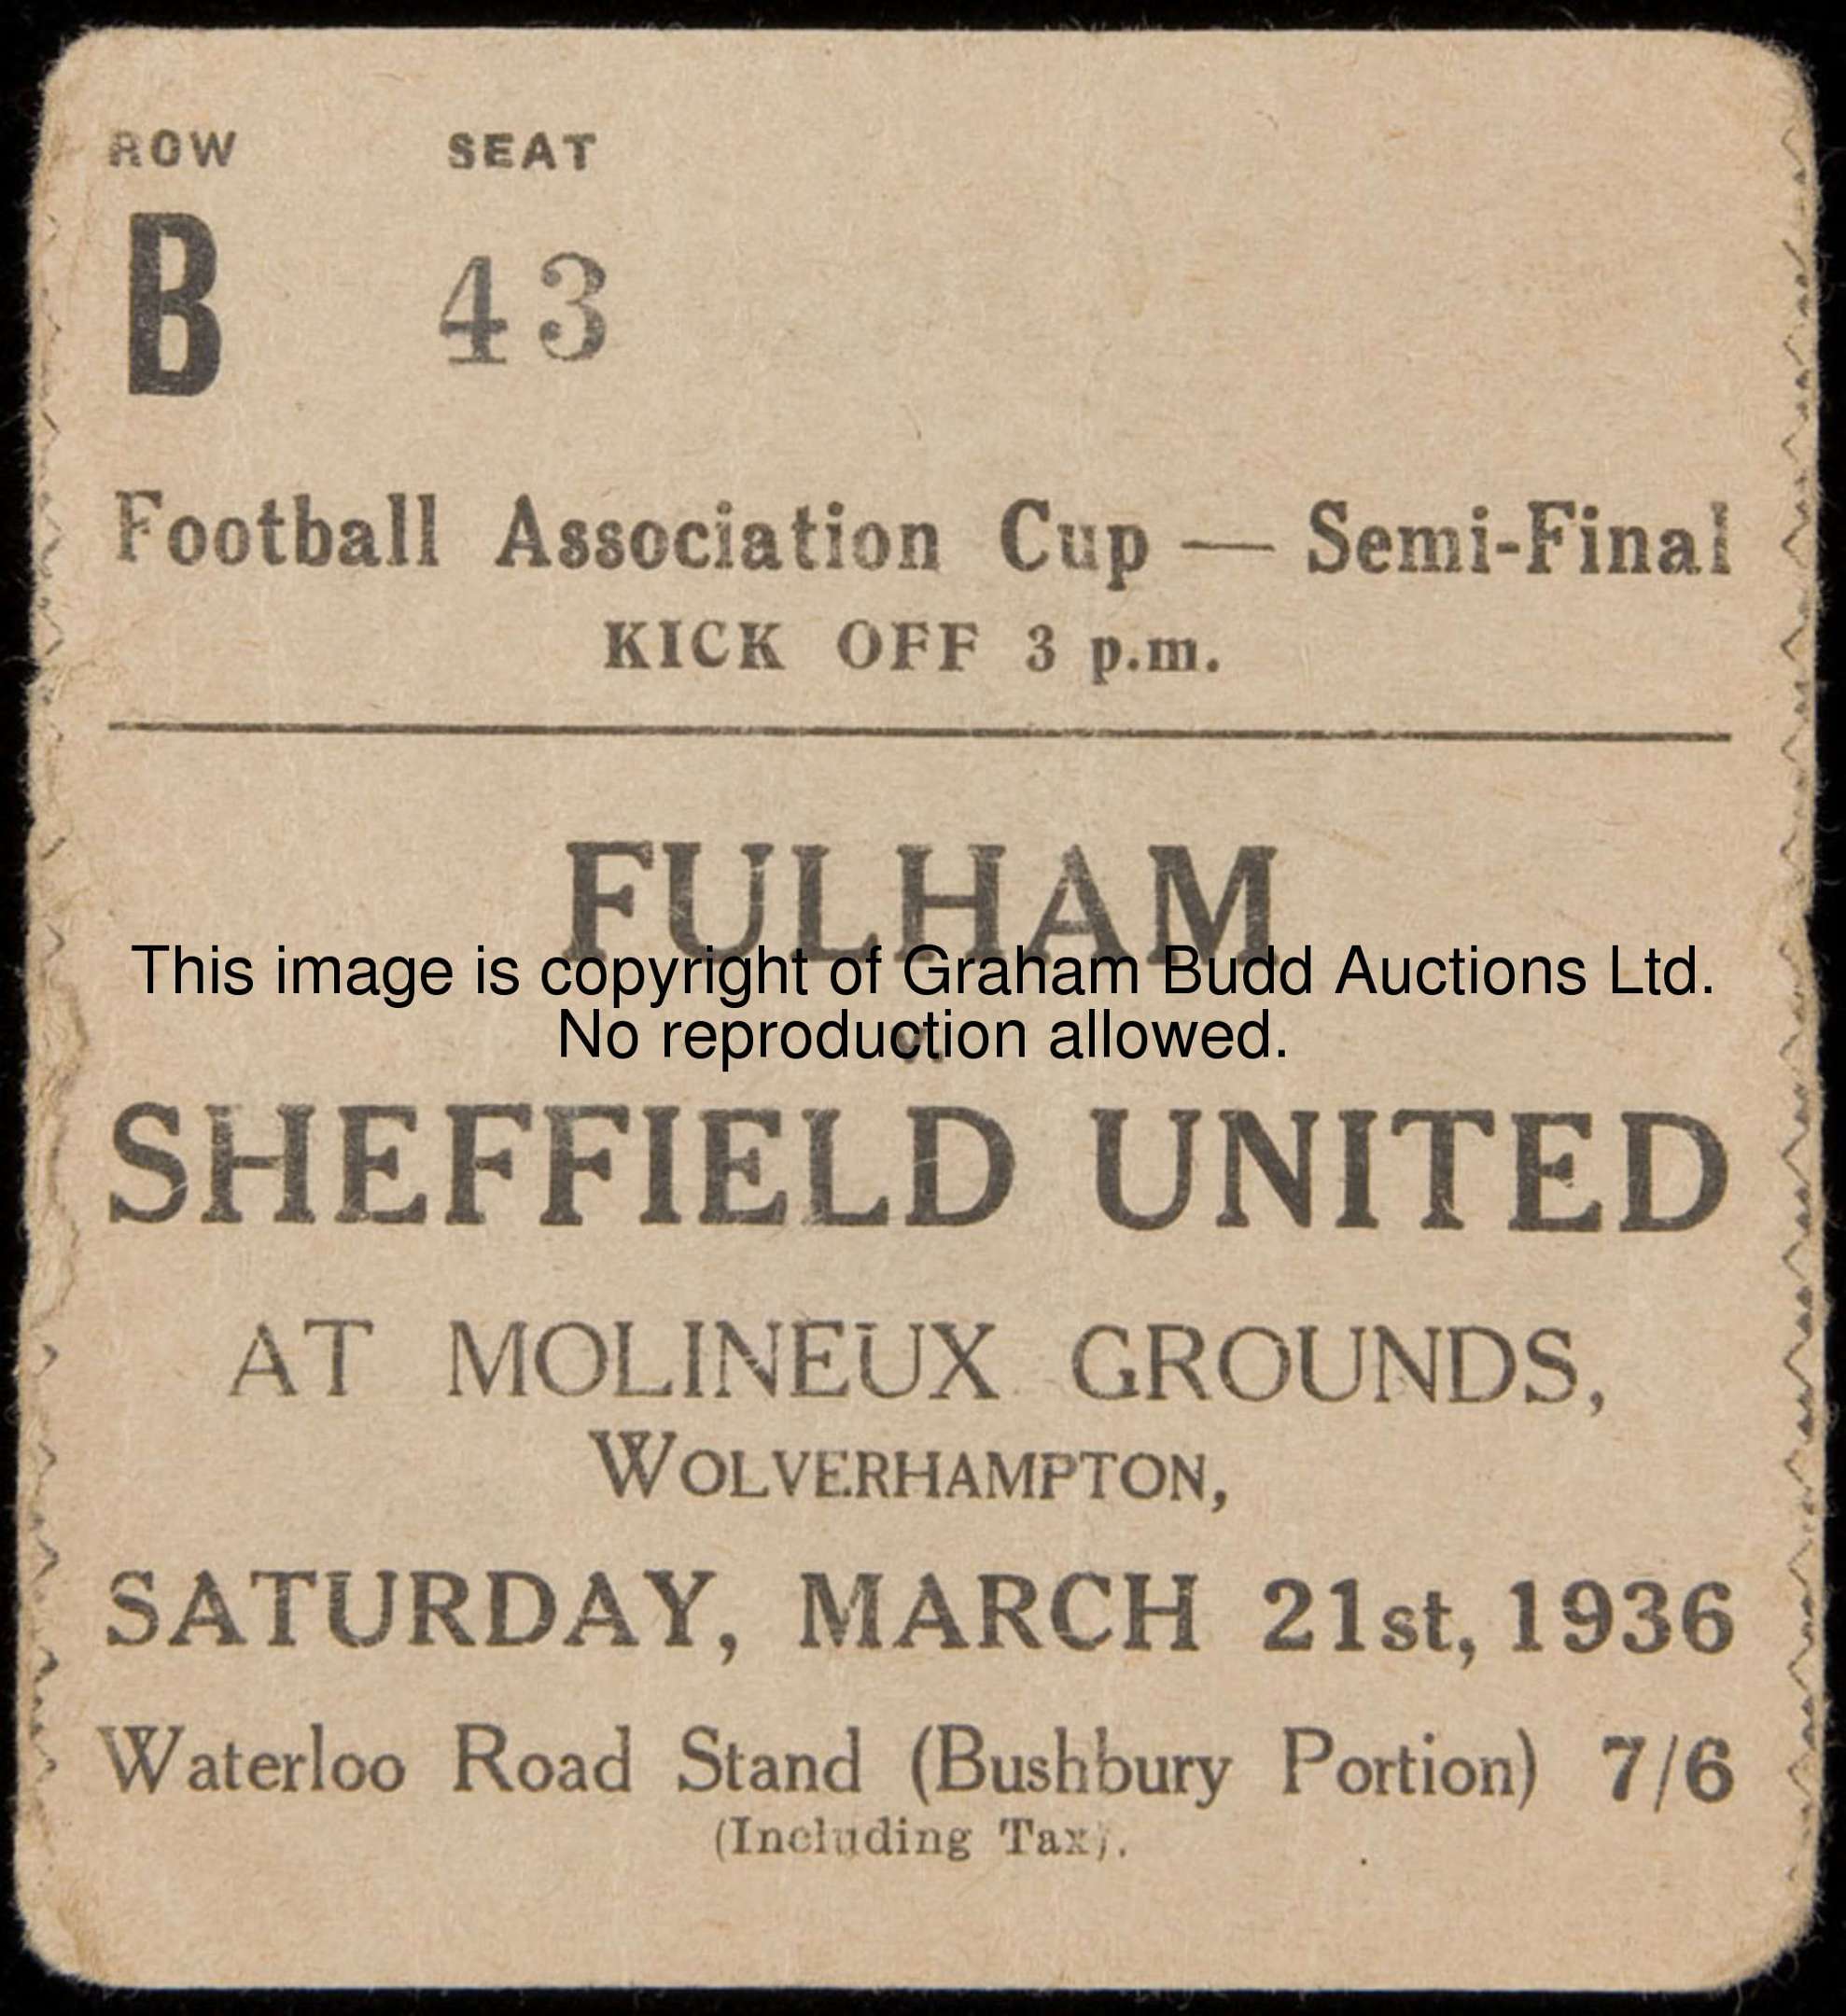 ROW SEAT
B 43
Football Association Cup — Semi-Final
KICK OFF 3 p.m.
FULHAM
This image is copyright of Graham Budd Auctions Ltd.
No reproduction allowed.
v.
SHEFFIELD UNITED
AT MOLINEUX GROUNDS,
WOLVERHAMPTON,
SATURDAY, MARCH 21st, 1936
Waterloo Road Stand (Bushbury Portion) 7/6
(Including Tax).